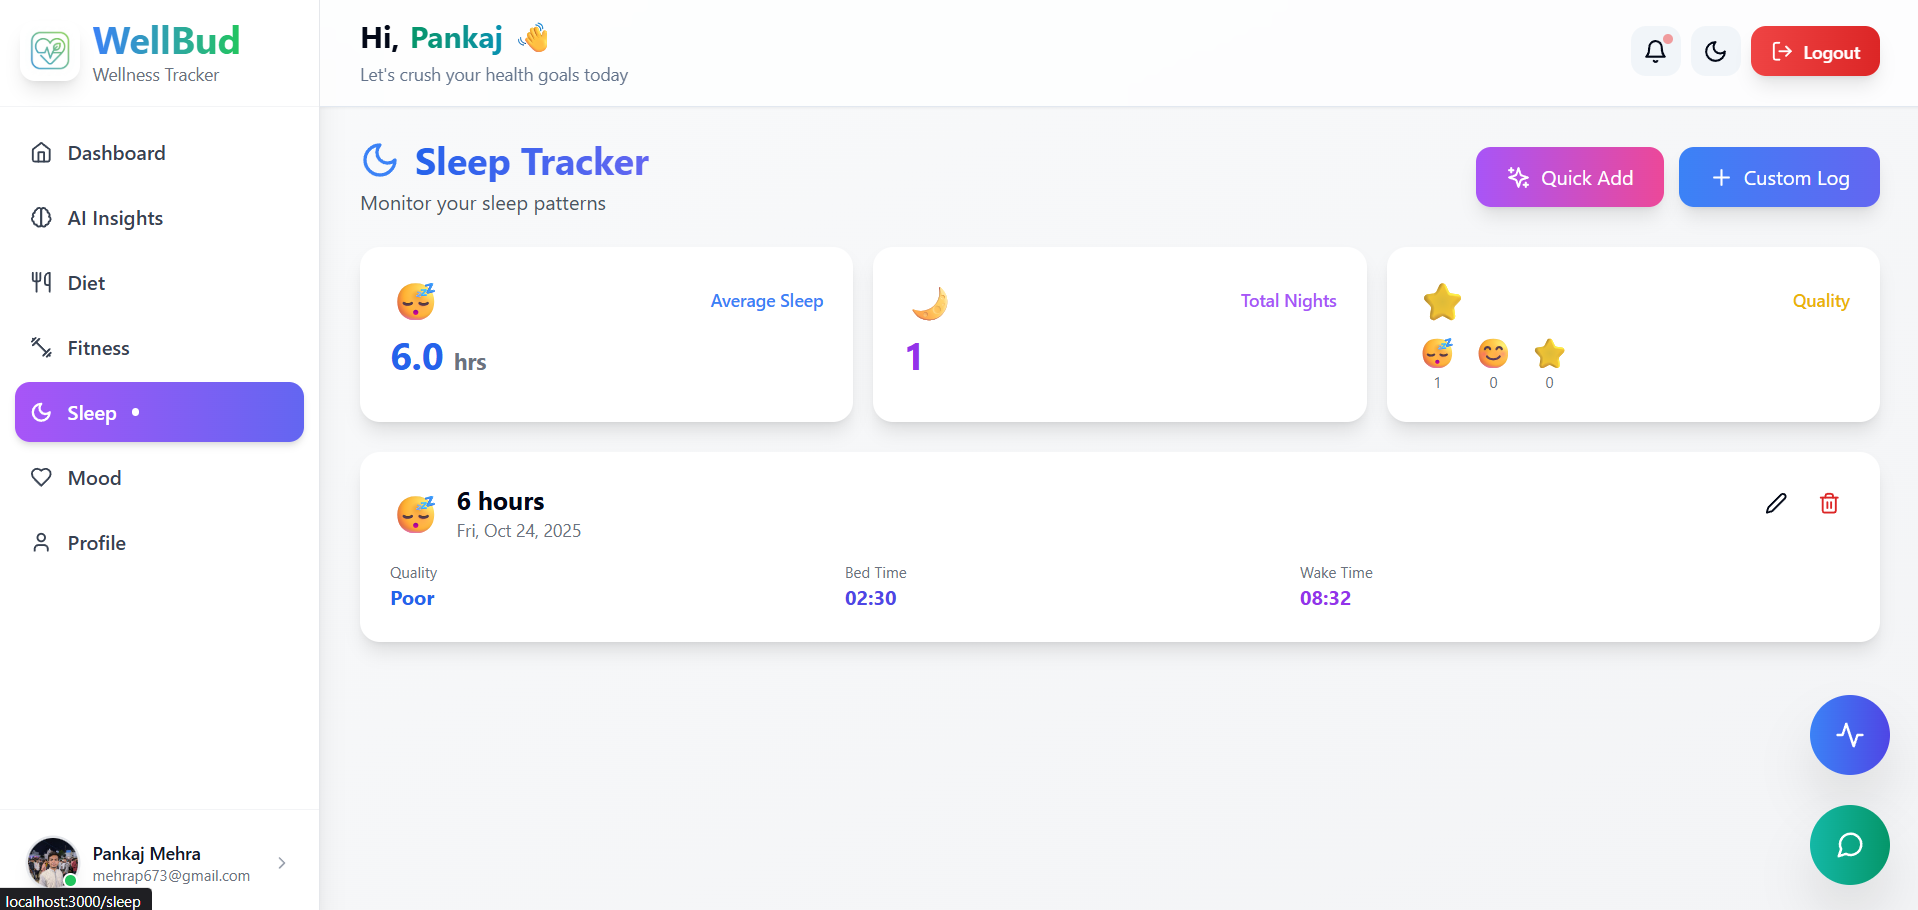 WellBud
Wellness Tracker
Dashboard
AI Insights
Diet
Fitness
Sleep
Mood
Profile
Pankaj Mehra
mehrap673@gmail.com
localhost:3000/sleep
Hi, Pankaj 👋
Let's crush your health goals today
Logout
Sleep Tracker
Monitor your sleep patterns
Quick Add
Custom Log
Average Sleep
6.0 hrs
Total Nights
1
Quality
1 0 0
6 hours
Fri, Oct 24, 2025
Quality Bed Time Wake Time
Poor 02:30 08:32